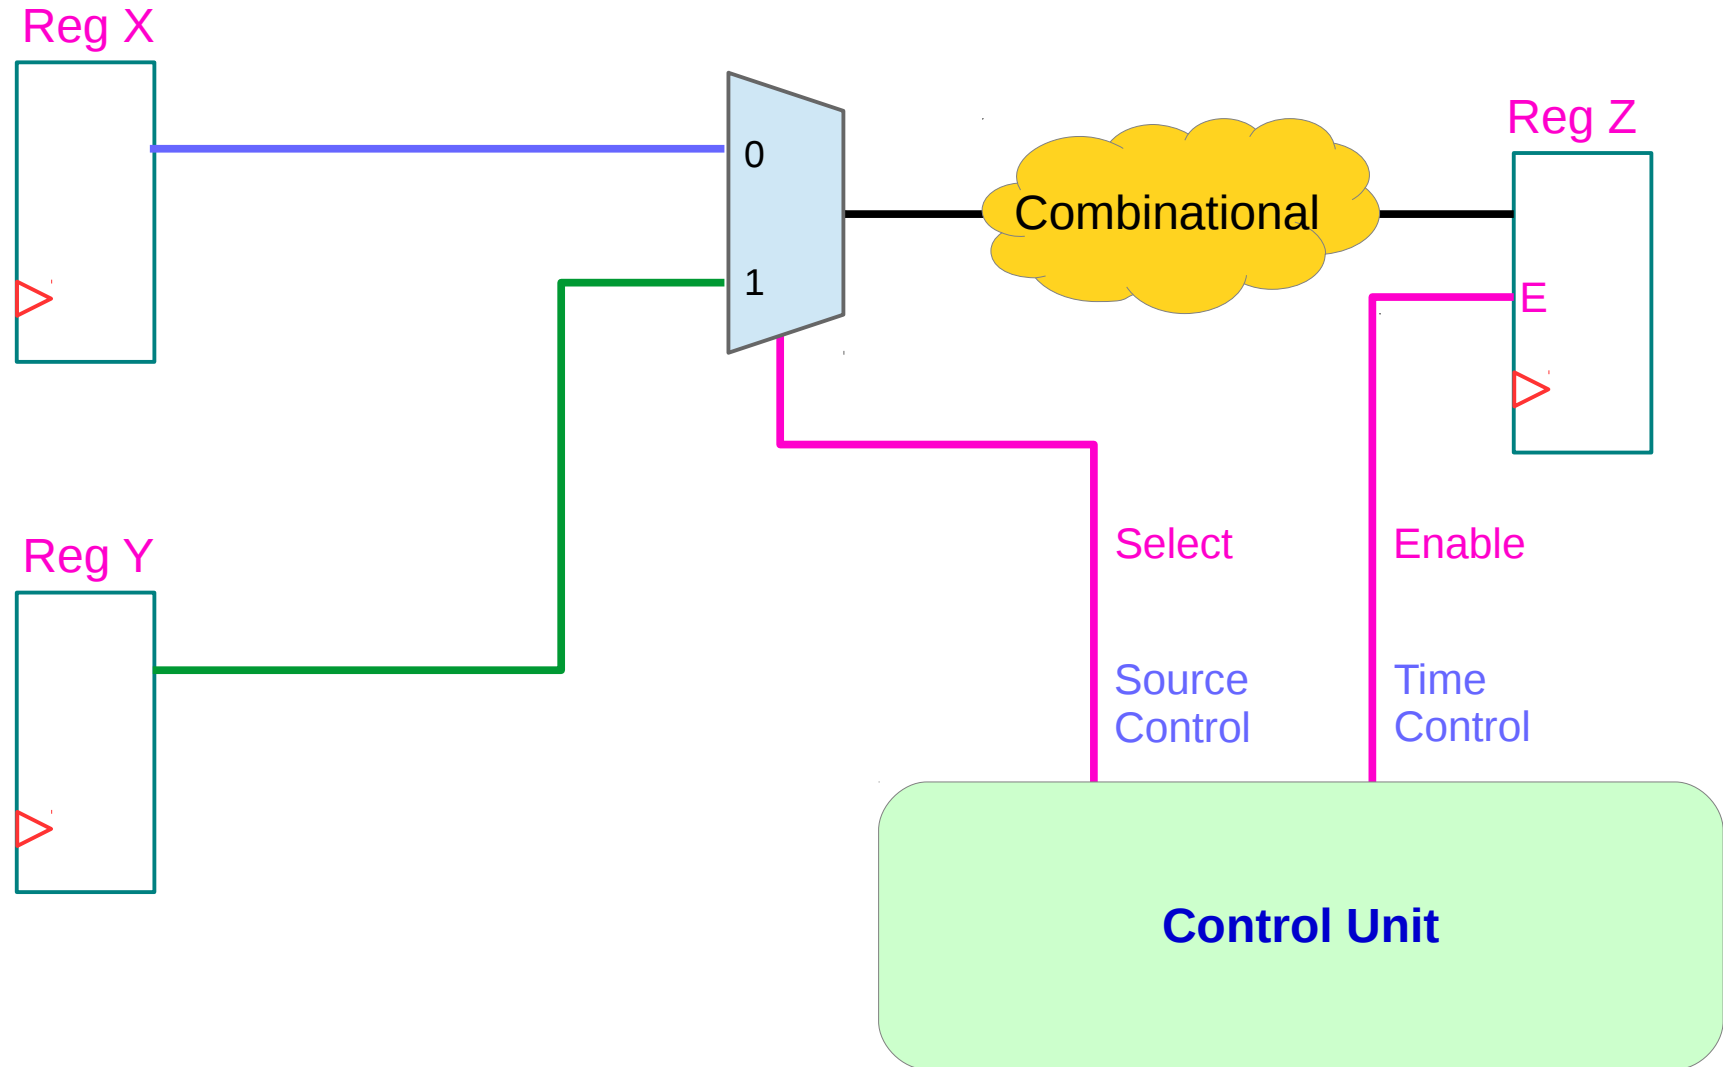 Reg X
0
1
Combinational
Reg Z
E
Reg Y
Select
Enable
Source
Control
Time
Control
Control Unit